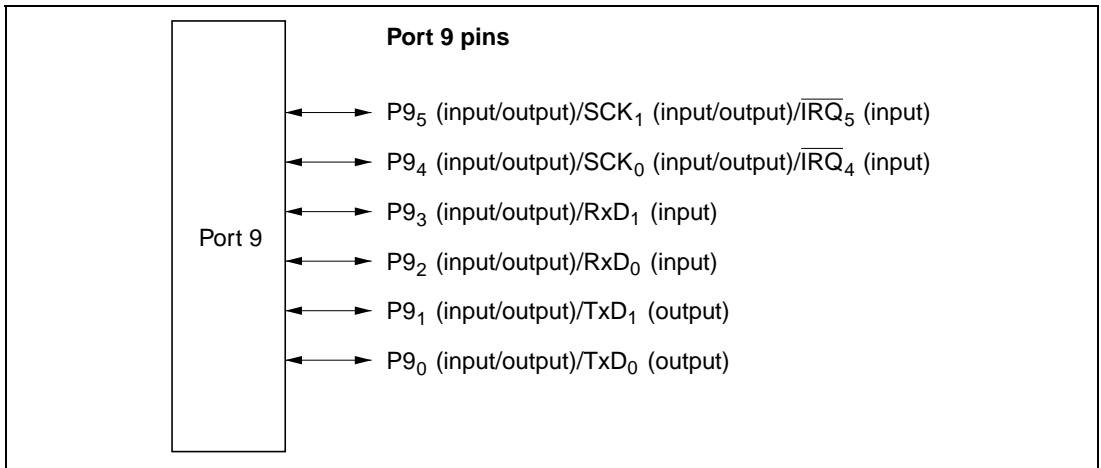 Port 9 pins
P9₅ (input/output)/SCK₁ (input/output)/I̅R̅Q̅₅ (input)
P9₄ (input/output)/SCK₀ (input/output)/I̅R̅Q̅₄ (input)
P9₃ (input/output)/RxD₁ (input)
Port 9
P9₂ (input/output)/RxD₀ (input)
P9₁ (input/output)/TxD₁ (output)
P9₀ (input/output)/TxD₀ (output)